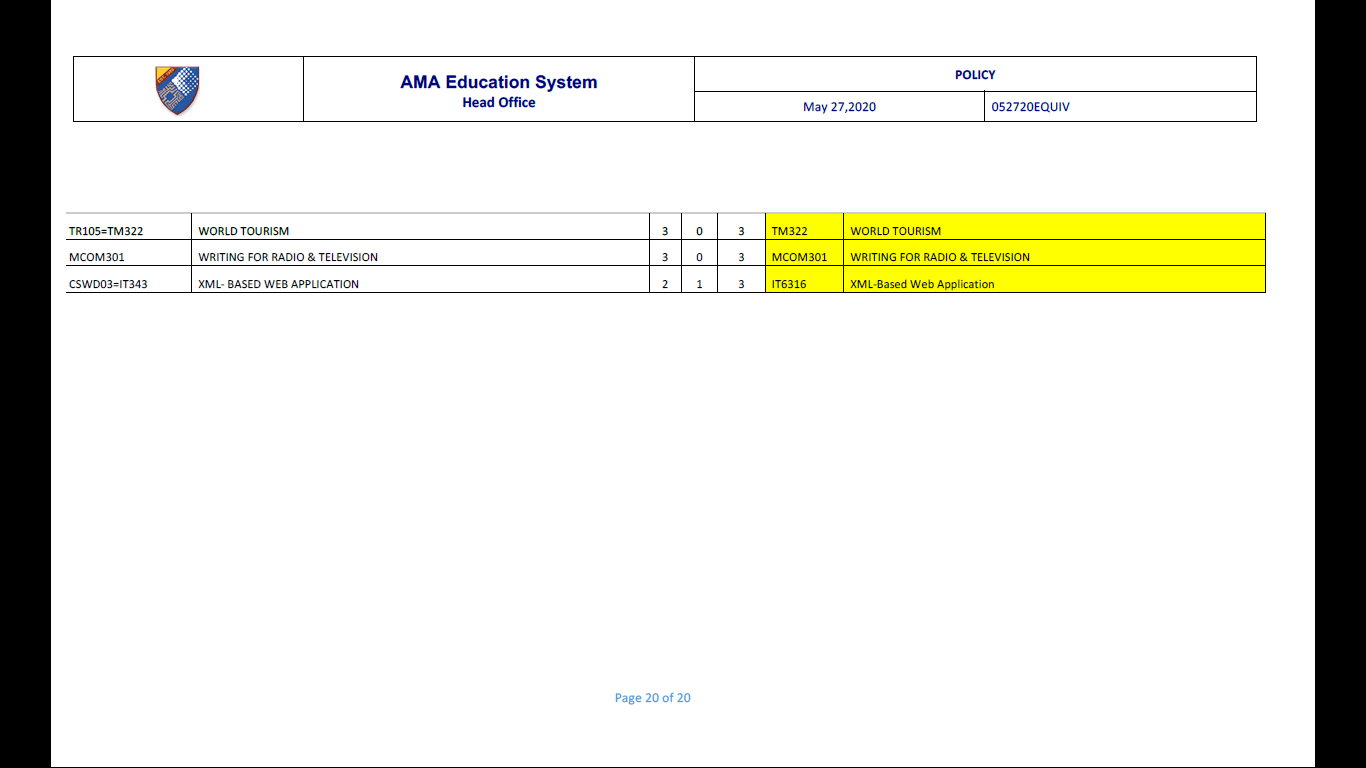 AMA Education System
Head Office
POLICY
May 27,2020 052720EQUIV
TR105=TM322 WORLD TOURISM 3 0 3 TM322 WORLD TOURISM
MCOM301 WRITING FOR RADIO & TELEVISION 3 0 3 MCOM301 WRITING FOR RADIO & TELEVISION
CSWD03=IT343 XML- BASED WEB APPLICATION 2 1 3 IT6316 XML-Based Web Application
Page 20 of 20